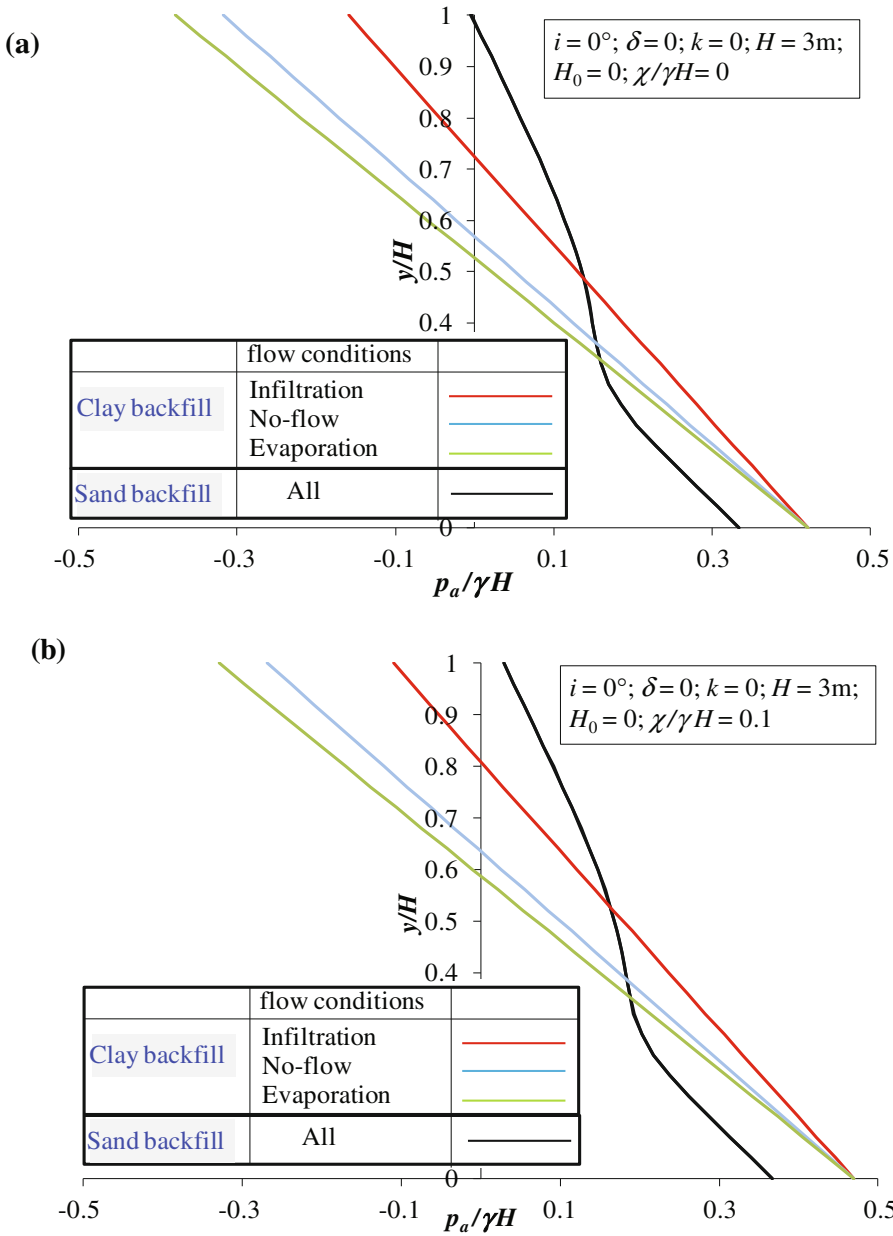 (a)
i = 0°; δ = 0; k = 0; H = 3m;
H₀ = 0; χ/γH = 0
1
0.9
0.8
0.7
0.6
0.5
0.4
0
y/H
flow conditions
Clay backfill
Infiltration
No-flow
Evaporation
Sand backfill
All
-0.5
-0.3
-0.1
0.1
0.3
0.5
pₐ/γH
(b)
i = 0°; δ = 0; k = 0; H = 3m;
H₀ = 0; χ/γH = 0.1
1
0.9
0.8
0.7
0.6
0.5
0.4
0
y/H
flow conditions
Clay backfill
Infiltration
No-flow
Evaporation
Sand backfill
All
-0.5
-0.3
-0.1
0.1
0.3
0.5
pₐ/γH